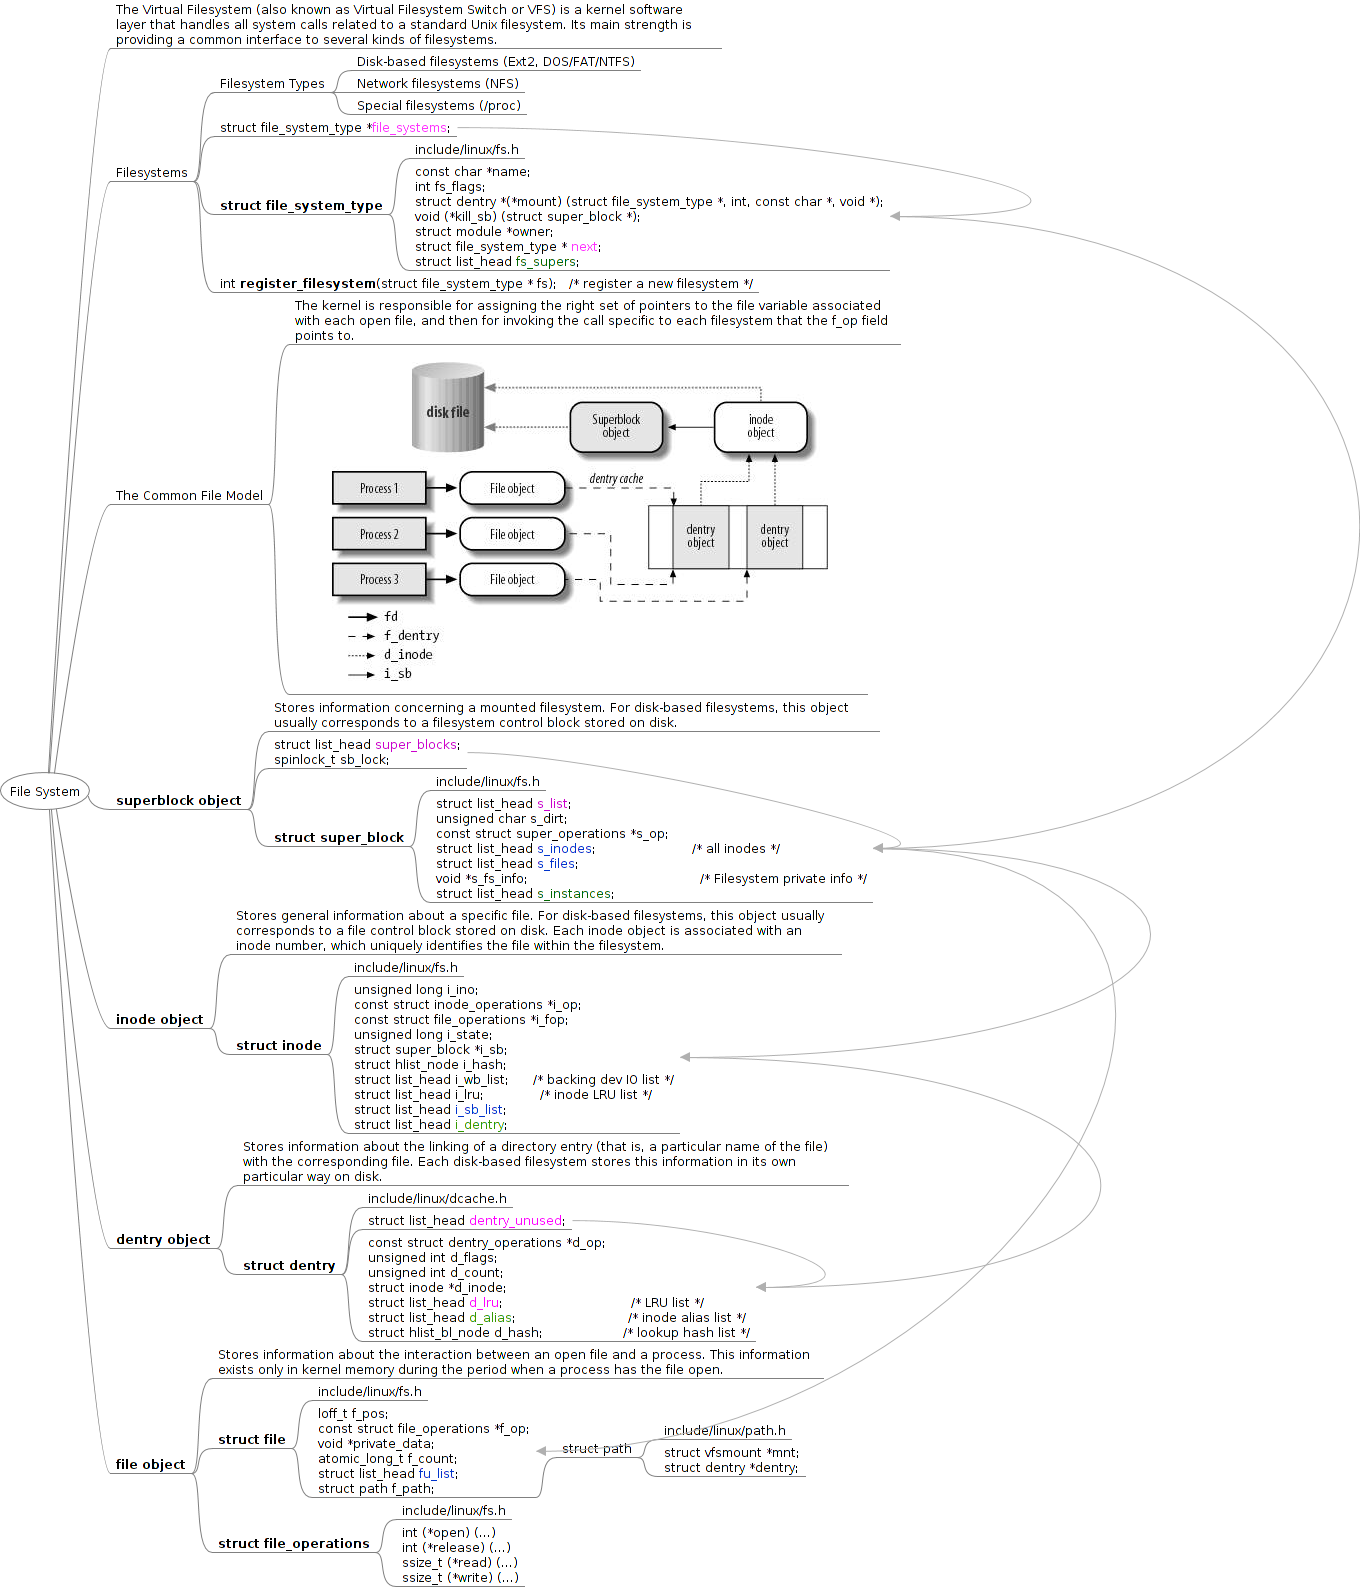 The Virtual Filesystem (also known as Virtual Filesystem Switch or VFS) is a kernel software
layer that handles all system calls related to a standard Unix filesystem. Its main strength is
providing a common interface to several kinds of filesystems.
Filesystems
Filesystem Types
Disk-based filesystems (Ext2, DOS/FAT/NTFS)
Network filesystems (NFS)
Special filesystems (/proc)
struct file_system_type *file_systems;
struct file_system_type
include/linux/fs.h
const char *name;
int fs_flags;
struct dentry *(*mount) (struct file_system_type *, int, const char *, void *);
void (*kill_sb) (struct super_block *);
struct module *owner;
struct file_system_type * next;
struct list_head fs_supers;
int register_filesystem(struct file_system_type * fs);   /* register a new filesystem */
The Common File Model
The kernel is responsible for assigning the right set of pointers to the file variable associated
with each open file, and then for invoking the call specific to each filesystem that the f_op field
points to.
disk file
Superblock
object
inode
object
Process 1
File object
dentry cache
Process 2
File object
dentry
object
dentry
object
Process 3
File object
fd
f_dentry
d_inode
i_sb
File System
superblock object
Stores information concerning a mounted filesystem. For disk-based filesystems, this object
usually corresponds to a filesystem control block stored on disk.
struct list_head super_blocks;
spinlock_t sb_lock;
struct super_block
include/linux/fs.h
struct list_head s_list;
unsigned char s_dirt;
const struct super_operations *s_op;
struct list_head s_inodes; /* all inodes */
struct list_head s_files;
void *s_fs_info; /* Filesystem private info */
struct list_head s_instances;
inode object
Stores general information about a specific file. For disk-based filesystems, this object usually
corresponds to a file control block stored on disk. Each inode object is associated with an
inode number, which uniquely identifies the file within the filesystem.
struct inode
include/linux/fs.h
unsigned long i_ino;
const struct inode_operations *i_op;
const struct file_operations *i_fop;
unsigned long i_state;
struct super_block *i_sb;
struct hlist_node i_hash;
struct list_head i_wb_list; /* backing dev IO list */
struct list_head i_lru; /* inode LRU list */
struct list_head i_sb_list;
struct list_head i_dentry;
dentry object
Stores information about the linking of a directory entry (that is, a particular name of the file)
with the corresponding file. Each disk-based filesystem stores this information in its own
particular way on disk.
struct dentry
include/linux/dcache.h
struct list_head dentry_unused;
const struct dentry_operations *d_op;
unsigned int d_flags;
unsigned int d_count;
struct inode *d_inode;
struct list_head d_lru; /* LRU list */
struct list_head d_alias; /* inode alias list */
struct hlist_bl_node d_hash; /* lookup hash list */
file object
Stores information about the interaction between an open file and a process. This information
exists only in kernel memory during the period when a process has the file open.
struct file
include/linux/fs.h
loff_t f_pos;
const struct file_operations *f_op;
void *private_data;
atomic_long_t f_count;
struct list_head fu_list;
struct path f_path;
struct path
include/linux/path.h
struct vfsmount *mnt;
struct dentry *dentry;
struct file_operations
include/linux/fs.h
int (*open) (...)
int (*release) (...)
ssize_t (*read) (...)
ssize_t (*write) (...)